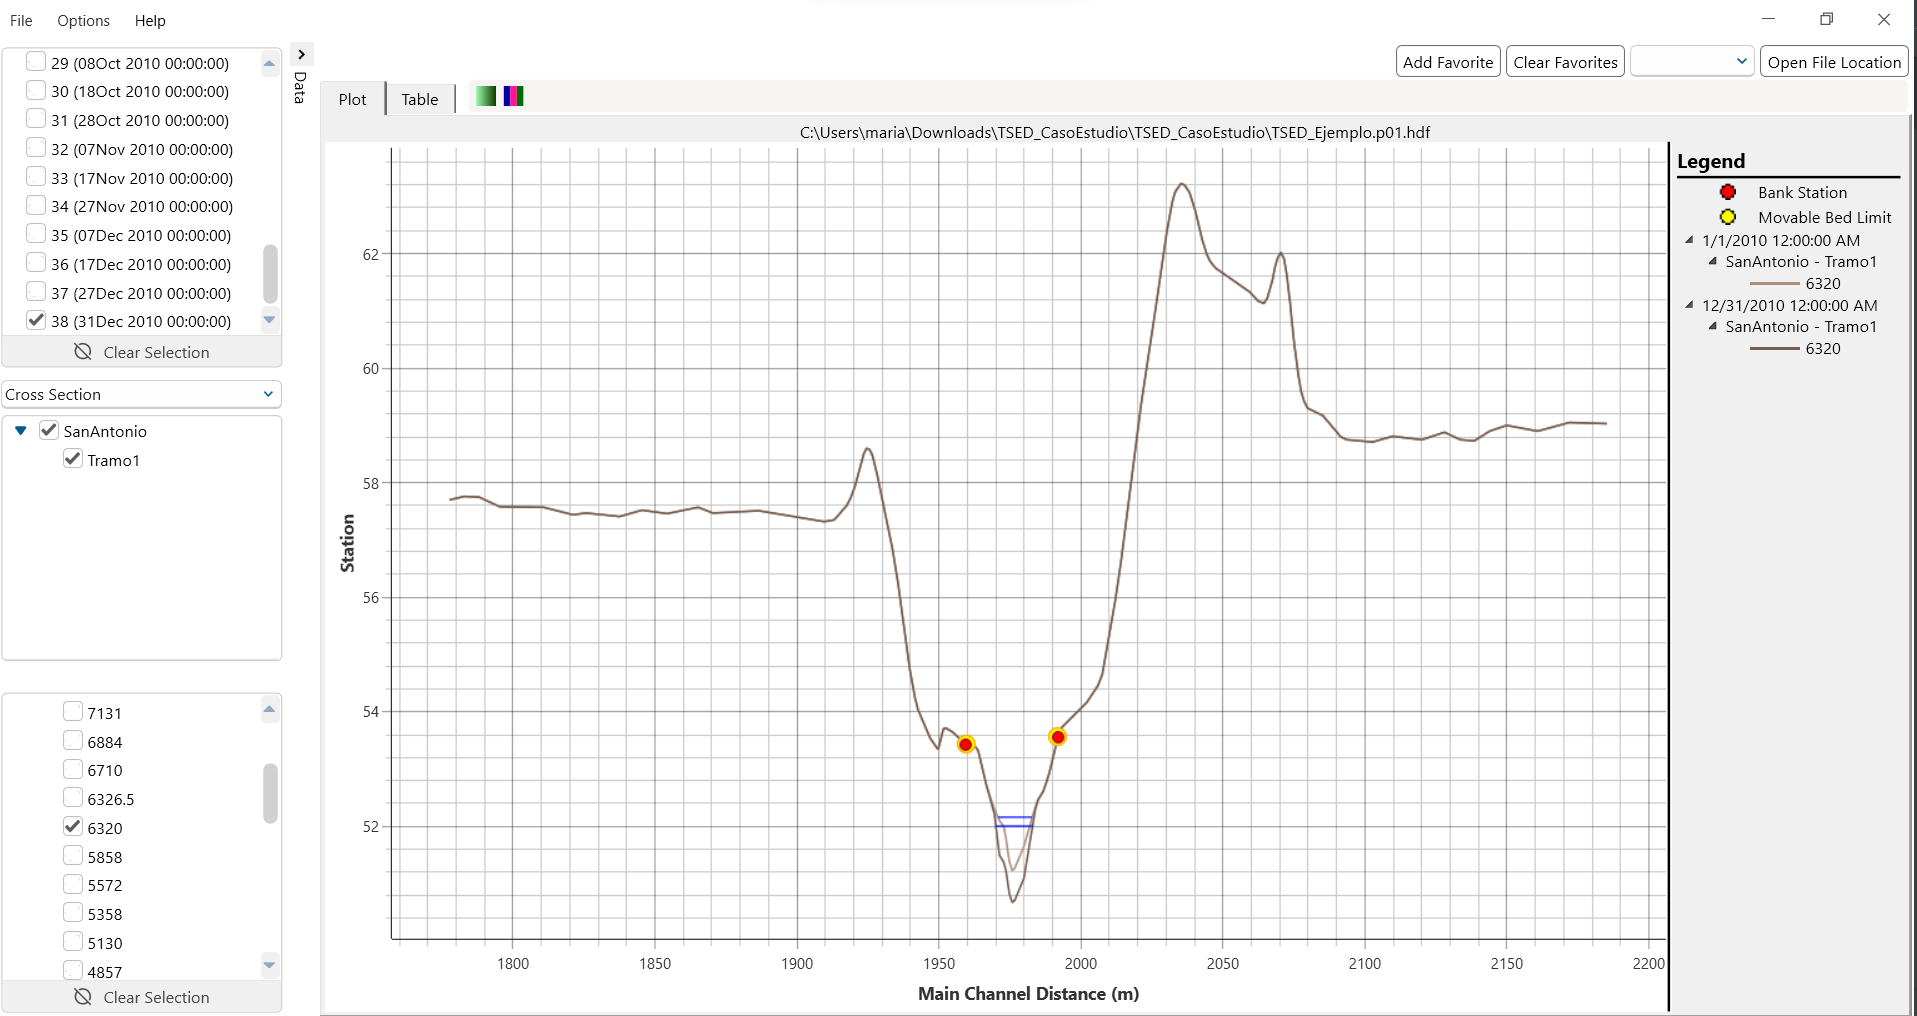 File Options Help
29 (08Oct 2010 00:00:00)
30 (18Oct 2010 00:00:00)
31 (28Oct 2010 00:00:00)
32 (07Nov 2010 00:00:00)
33 (17Nov 2010 00:00:00)
34 (27Nov 2010 00:00:00)
35 (07Dec 2010 00:00:00)
36 (17Dec 2010 00:00:00)
37 (27Dec 2010 00:00:00)
38 (31Dec 2010 00:00:00)
Clear Selection
Cross Section
SanAntonio
Tramo1
7131
6884
6710
6326.5
6320
5858
5572
5358
5130
4857
Clear Selection
Data
Add Favorite Clear Favorites Open File Location
Plot Table
C:\Users\maria\Downloads\TSED_CasoEstudio\TSED_CasoEstudio\TSED_Ejemplo.p01.hdf
Station
62
60
58
56
54
52
1800 1850 1900 1950 2000 2050 2100 2150 2200
Main Channel Distance (m)
Legend
Bank Station
Movable Bed Limit
1/1/2010 12:00:00 AM
SanAntonio - Tramo1
6320
12/31/2010 12:00:00 AM
SanAntonio - Tramo1
6320